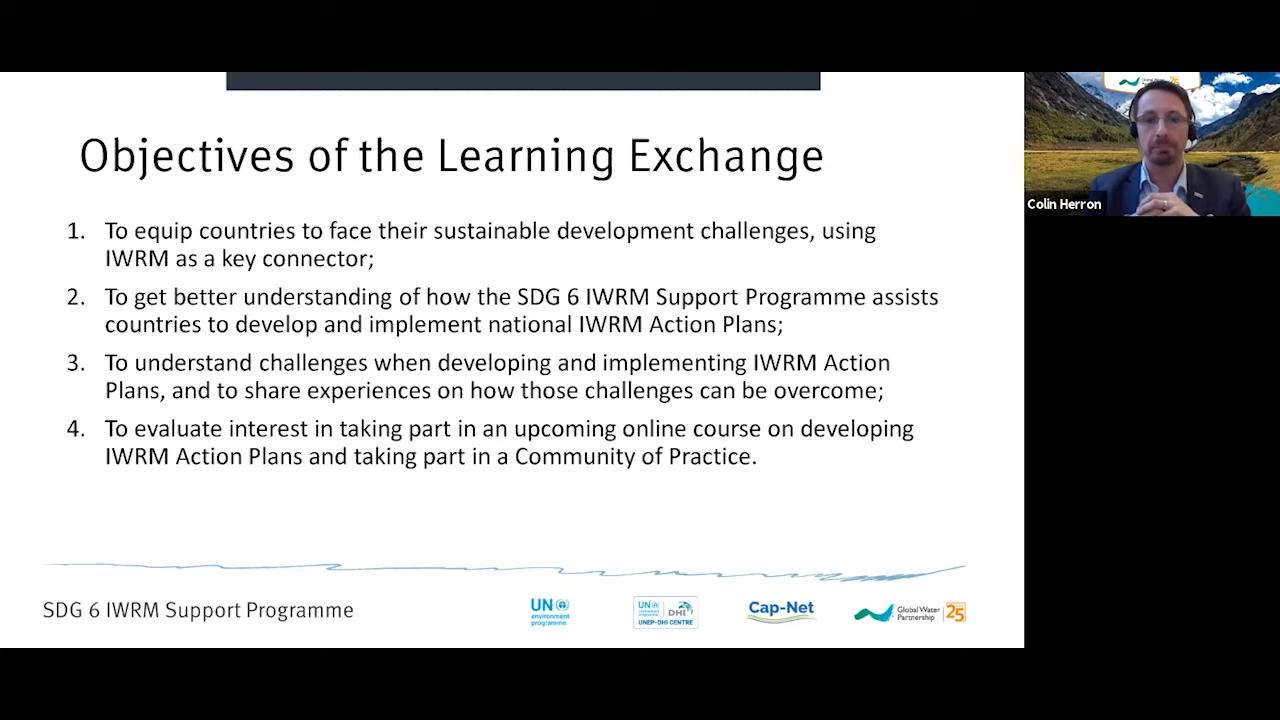 Objectives of the Learning Exchange
1. To equip countries to face their sustainable development challenges, using
IWRM as a key connector;
2. To get better understanding of how the SDG 6 IWRM Support Programme assists
countries to develop and implement national IWRM Action Plans;
3. To understand challenges when developing and implementing IWRM Action
Plans, and to share experiences on how those challenges can be overcome;
4. To evaluate interest in taking part in an upcoming online course on developing
IWRM Action Plans and taking part in a Community of Practice.
SDG 6 IWRM Support Programme
UN
environment
programme
UN
DHI
UNEP-DHI CENTRE
Cap-Net
Global Water
Partnership
25
Colin Herron